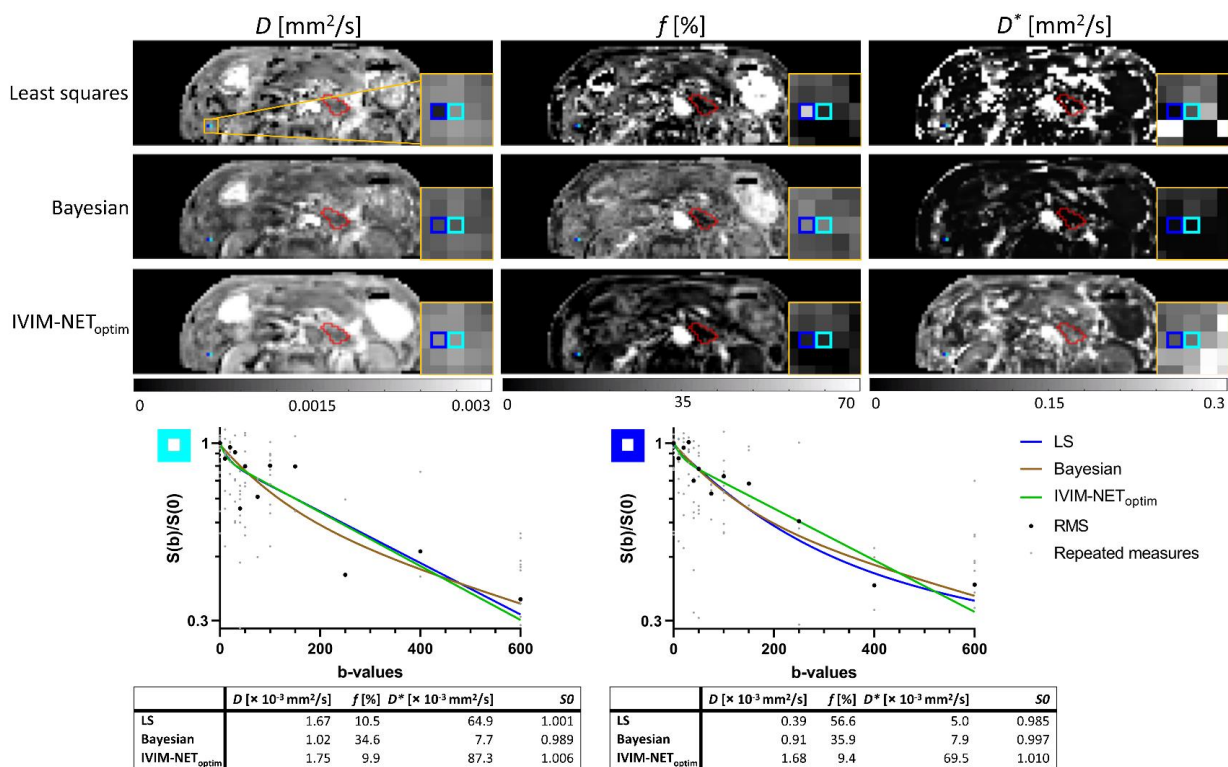 D [mm²/s] f [%] D* [mm²/s]
Least squares
Bayesian
IVIM-NEToptim
0 0.0015 0.003 0 35 70 0 0.15 0.3
1 1
S(b)/S(0) S(b)/S(0)
0.3 0.3
0 200 400 600 0 200 400 600
b-values b-values
LS
Bayesian
IVIM-NEToptim
RMS
Repeated measures
D [× 10⁻³ mm²/s] f [%] D* [× 10⁻³ mm²/s] S0
LS 1.67 10.5 64.9 1.001
Bayesian 1.02 34.6 7.7 0.989
IVIM-NEToptim 1.75 9.9 87.3 1.006
D [× 10⁻³ mm²/s] f [%] D* [× 10⁻³ mm²/s] S0
LS 0.39 56.6 5.0 0.985
Bayesian 0.91 35.9 7.9 0.997
IVIM-NEToptim 1.68 9.4 69.5 1.010